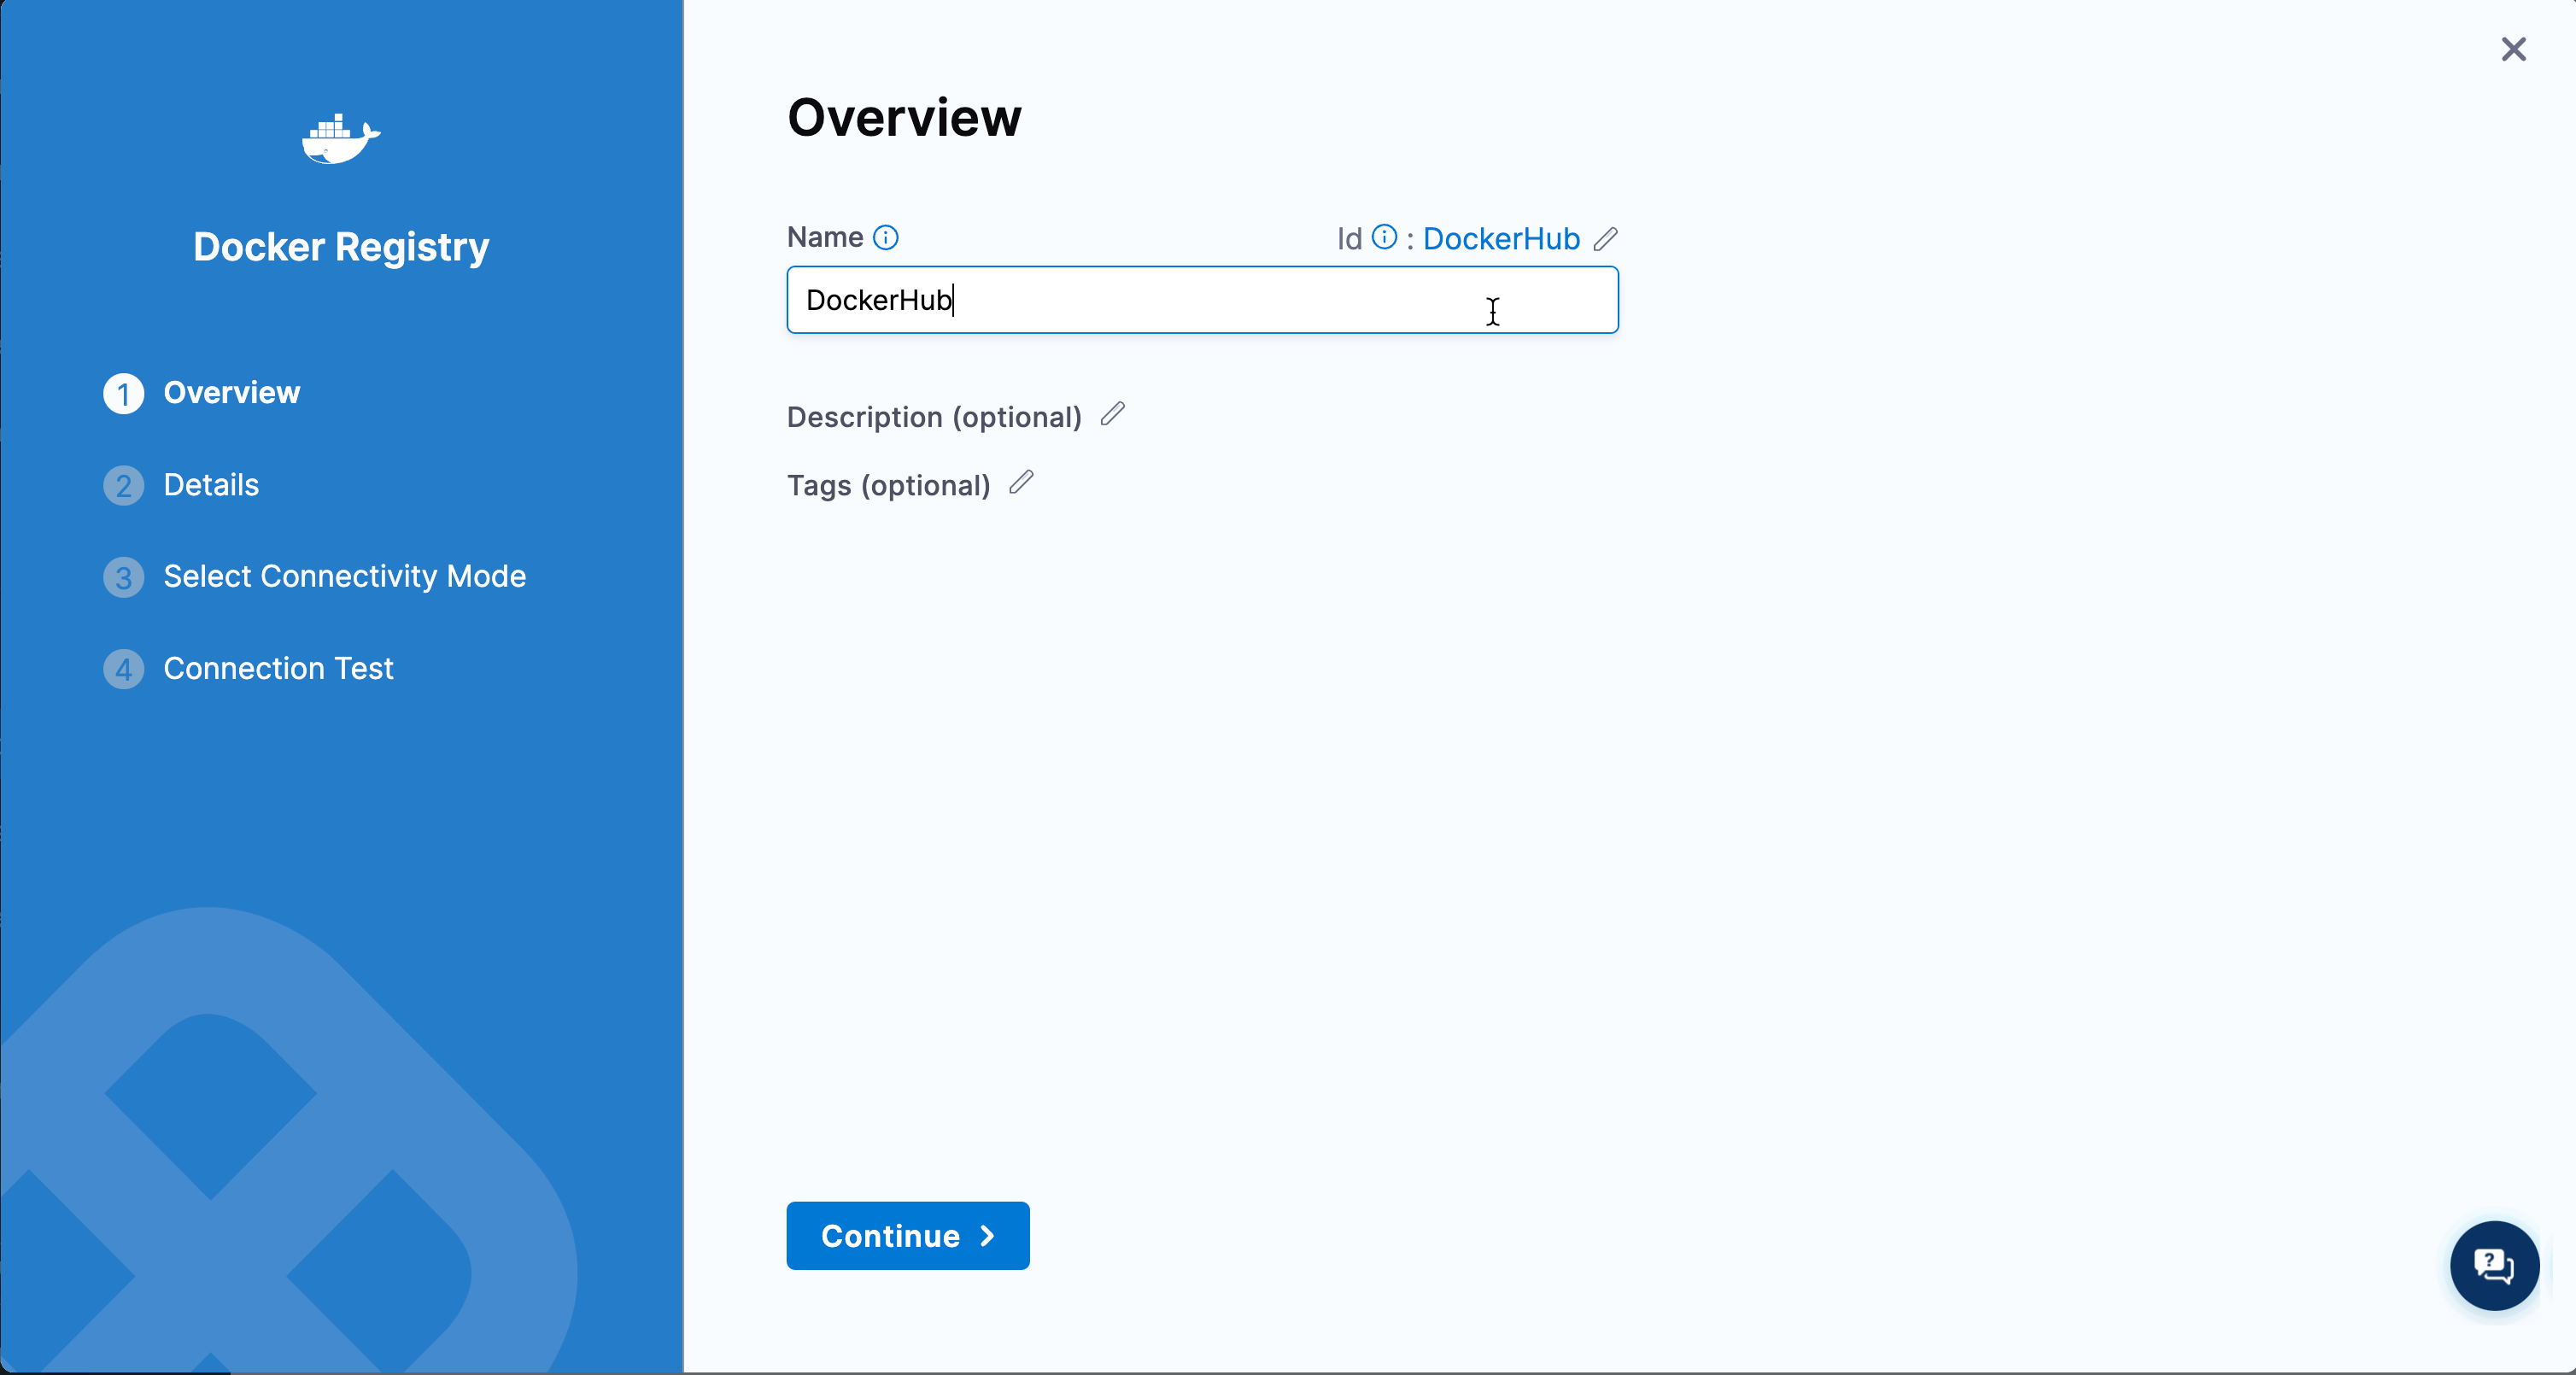 Docker Registry
1 Overview
2 Details
3 Select Connectivity Mode
4 Connection Test
Overview
Name
Id : DockerHub
DockerHub
Description (optional)
Tags (optional)
Continue